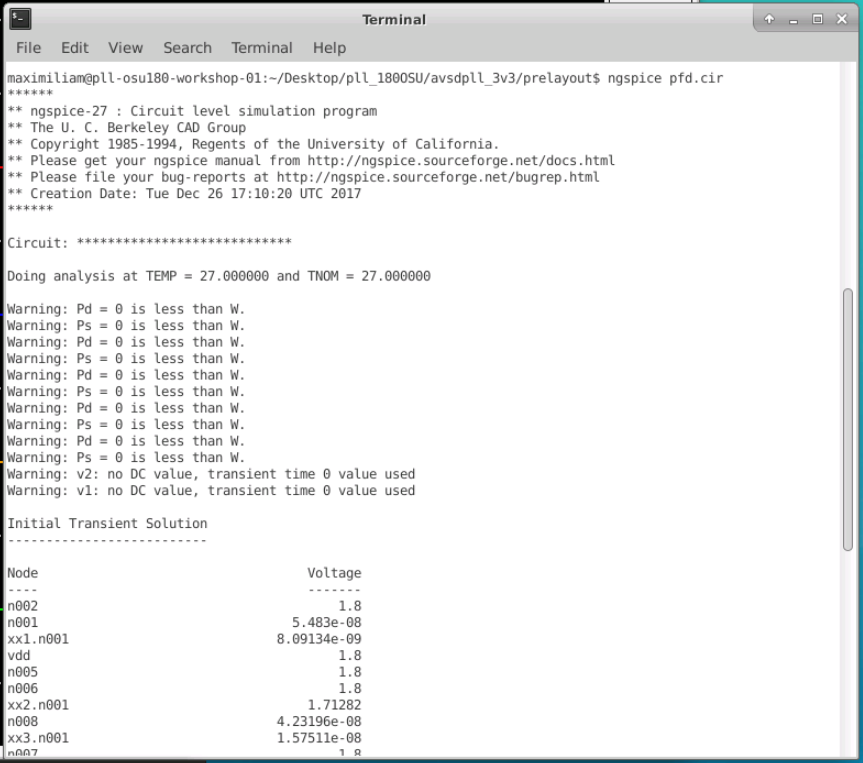 Terminal
File Edit View Search Terminal Help
maximiliam@pll-osu180-workshop-01:~/Desktop/pll_180OSU/avsdpll_3v3/prelayout$ ngspice pfd.cir
******
** ngspice-27 : Circuit level simulation program
** The U. C. Berkeley CAD Group
** Copyright 1985-1994, Regents of the University of California.
** Please get your ngspice manual from http://ngspice.sourceforge.net/docs.html
** Please file your bug-reports at http://ngspice.sourceforge.net/bugrep.html
** Creation Date: Tue Dec 26 17:10:20 UTC 2017
******
Circuit: ****************************
Doing analysis at TEMP = 27.000000 and TNOM = 27.000000
Warning: Pd = 0 is less than W.
Warning: Ps = 0 is less than W.
Warning: Pd = 0 is less than W.
Warning: Ps = 0 is less than W.
Warning: Pd = 0 is less than W.
Warning: Ps = 0 is less than W.
Warning: Pd = 0 is less than W.
Warning: Ps = 0 is less than W.
Warning: Pd = 0 is less than W.
Warning: Ps = 0 is less than W.
Warning: v2: no DC value, transient time 0 value used
Warning: v1: no DC value, transient time 0 value used
Initial Transient Solution
--------------------------
Node Voltage
---- -------
n002 1.8
n001 5.483e-08
xx1.n001 8.09134e-09
vdd 1.8
n005 1.8
n006 1.8
xx2.n001 1.71282
n008 4.23196e-08
xx3.n001 1.57511e-08
n007 1.8